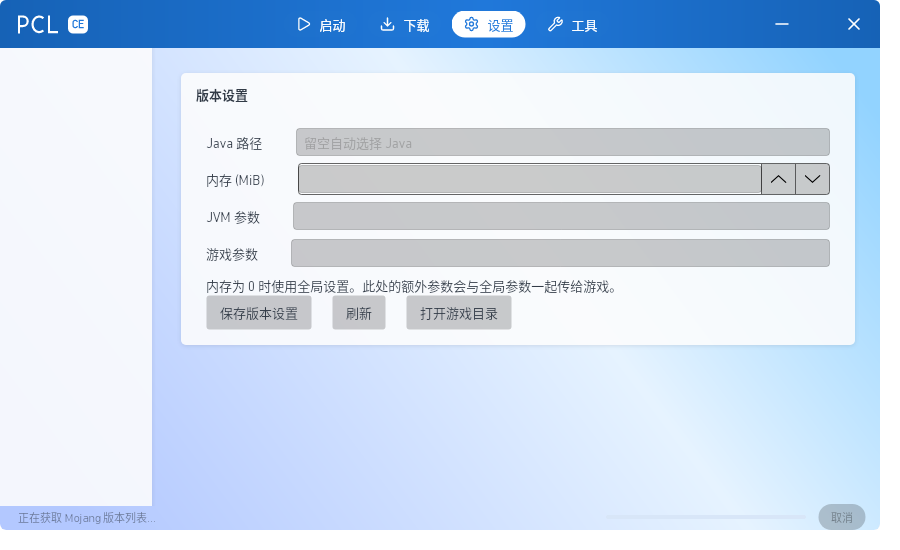 PCL CE 启动 下载 设置 工具
版本设置
Java 路径 留空自动选择 Java
内存 (MiB)
JVM 参数
游戏参数
内存为 0 时使用全局设置。此处的额外参数会与全局参数一起传给游戏。
保存版本设置 刷新 打开游戏目录
正在获取 Mojang 版本列表... 取消